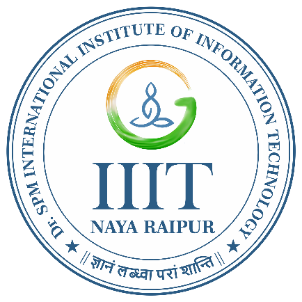 Dr. SPM INTERNATIONAL INSTITUTE OF INFORMATION TECHNOLOGY
IIIT
NAYA RAIPUR
|| ज्ञानं लब्ध्वा परां शान्ति ||